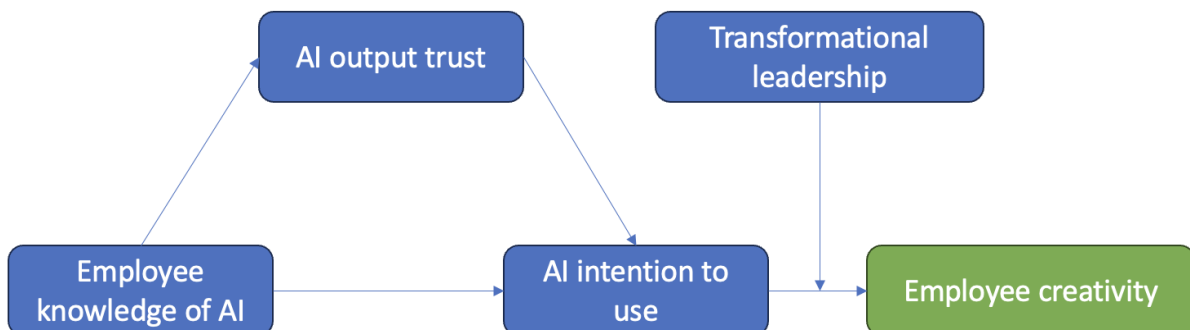 AI output trust
Transformational
leadership
Employee
knowledge of AI
AI intention to
use
Employee creativity